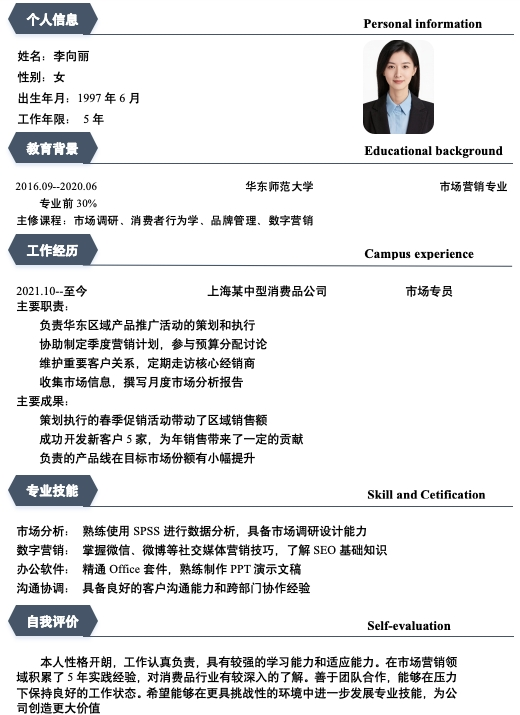 个人信息 Personal information
姓名：李向丽
性别：女
出生年月：1997 年 6 月
工作年限： 5 年
教育背景 Educational background
2016.09--2020.06 华东师范大学 市场营销专业
专业前 30%
主修课程：市场调研、消费者行为学、品牌管理、数字营销
工作经历 Campus experience
2021.10--至今 上海某中型消费品公司 市场专员
主要职责：
负责华东区域产品推广活动的策划和执行
协助制定季度营销计划，参与预算分配讨论
维护重要客户关系，定期走访核心经销商
收集市场信息，撰写月度市场分析报告
主要成果：
策划执行的春季促销活动带动了区域销售额
成功开发新客户 5 家，为年销售带来了一定的贡献
负责的产品线在目标市场份额有小幅提升
专业技能 Skill and Cetification
市场分析： 熟练使用 SPSS 进行数据分析，具备市场调研设计能力
数字营销： 掌握微信、微博等社交媒体营销技巧，了解 SEO 基础知识
办公软件： 精通 Office 套件，熟练制作 PPT 演示文稿
沟通协调： 具备良好的客户沟通能力和跨部门协作经验
自我评价 Self-evaluation
本人性格开朗，工作认真负责，具有较强的学习能力和适应能力。在市场营销领
域积累了 5 年实践经验，对消费品行业有较深入的了解。善于团队合作，能够在压力
下保持良好的工作状态。希望能够在更具挑战性的环境中进一步发展专业技能，为公
司创造更大价值